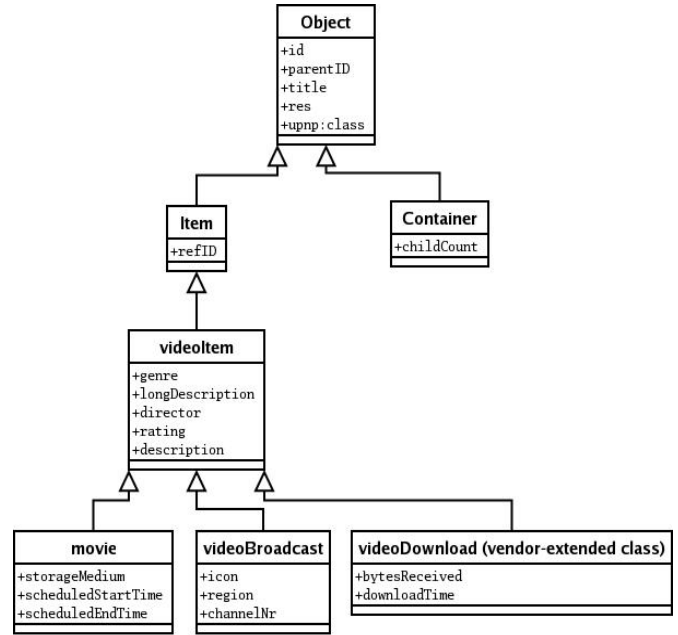 Object
+id
+parentID
+title
+res
+upnp:class
Item
+refID
Container
+childCount
videoItem
+genre
+longDescription
+director
+rating
+description
movie
+storageMedium
+scheduledStartTime
+scheduledEndTime
videoBroadcast
+icon
+region
+channelNr
videoDownload (vendor-extended class)
+bytesReceived
+downloadTime